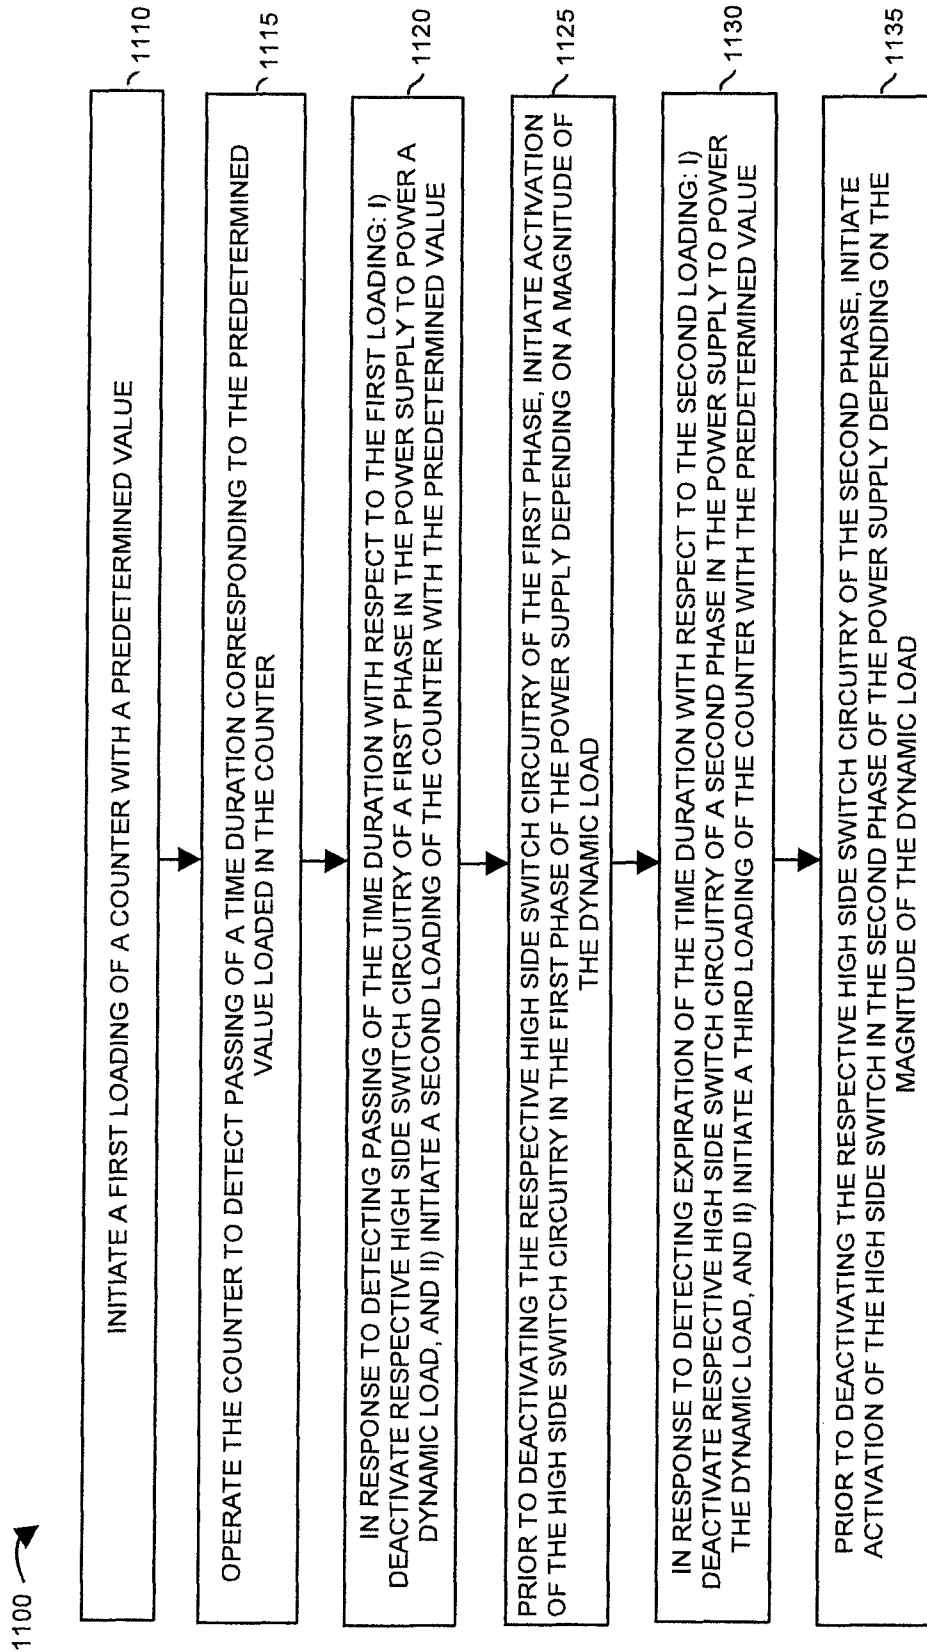 1100
INITIATE A FIRST LOADING OF A COUNTER WITH A PREDETERMINED VALUE
1110
OPERATE THE COUNTER TO DETECT PASSING OF A TIME DURATION CORRESPONDING TO THE PREDETERMINED
VALUE LOADED IN THE COUNTER
1115
IN RESPONSE TO DETECTING PASSING OF THE TIME DURATION WITH RESPECT TO THE FIRST LOADING: I)
DEACTIVATE RESPECTIVE HIGH SIDE SWITCH CIRCUITRY OF A FIRST PHASE IN THE POWER SUPPLY TO POWER A
DYNAMIC LOAD, AND II) INITIATE A SECOND LOADING OF THE COUNTER WITH THE PREDETERMINED VALUE
1120
PRIOR TO DEACTIVATING THE RESPECTIVE HIGH SIDE SWITCH CIRCUITRY OF THE FIRST PHASE, INITIATE ACTIVATION
OF THE HIGH SIDE SWITCH CIRCUITRY IN THE FIRST PHASE OF THE POWER SUPPLY DEPENDING ON A MAGNITUDE OF
THE DYNAMIC LOAD
1125
IN RESPONSE TO DETECTING EXPIRATION OF THE TIME DURATION WITH RESPECT TO THE SECOND LOADING: I)
DEACTIVATE RESPECTIVE HIGH SIDE SWITCH CIRCUITRY OF A SECOND PHASE IN THE POWER SUPPLY TO POWER
THE DYNAMIC LOAD, AND II) INITIATE A THIRD LOADING OF THE COUNTER WITH THE PREDETERMINED VALUE
1130
PRIOR TO DEACTIVATING THE RESPECTIVE HIGH SIDE SWITCH CIRCUITRY OF THE SECOND PHASE, INITIATE
ACTIVATION OF THE HIGH SIDE SWITCH IN THE SECOND PHASE OF THE POWER SUPPLY DEPENDING ON THE
MAGNITUDE OF THE DYNAMIC LOAD
1135